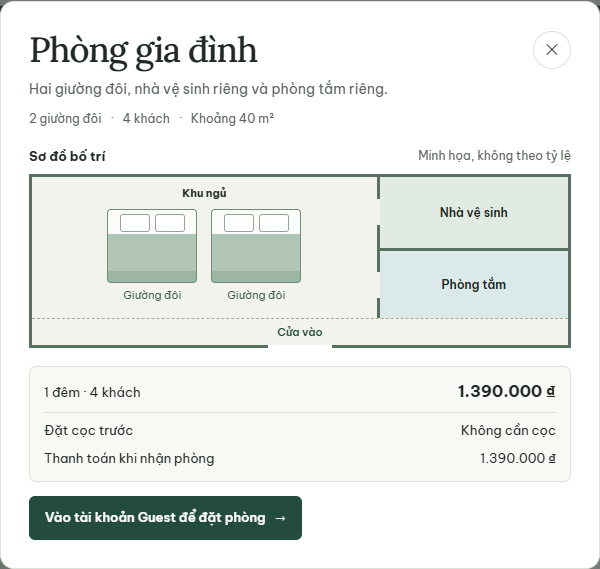 Phòng gia đình
Hai giường đôi, nhà vệ sinh riêng và phòng tắm riêng.
2 giường đôi · 4 khách · Khoảng 40 m²
Sơ đồ bố trí Minh họa, không theo tỷ lệ
Khu ngủ
Nhà vệ sinh
Giường đôi Giường đôi
Phòng tắm
Cửa vào
1 đêm · 4 khách 1.390.000 ₫
Đặt cọc trước Không cần cọc
Thanh toán khi nhận phòng 1.390.000 ₫
Vào tài khoản Guest để đặt phòng →